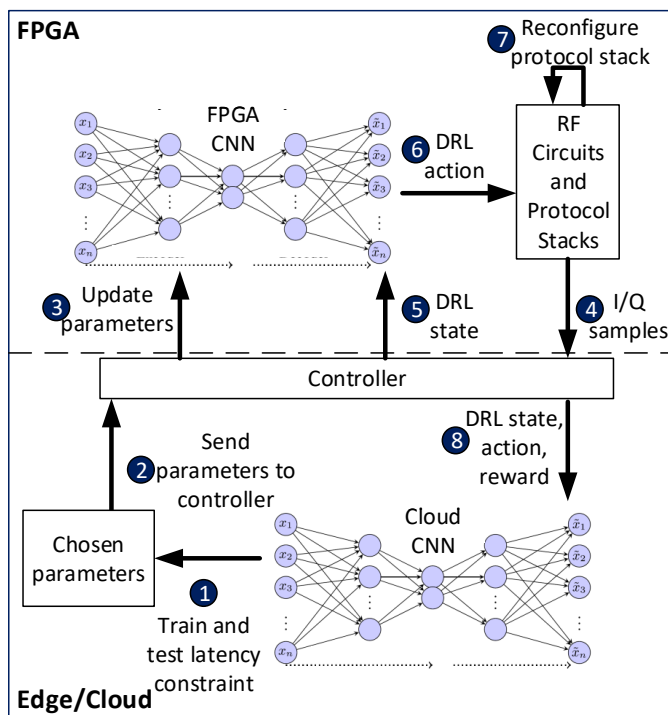 FPGA
7 Reconfigure
protocol stack
FPGA
CNN
x₁
x₂
x₃
⋮
xₙ
x̃₁
x̃₂
x̃₃
⋮
x̃ₙ
6 DRL
action
RF
Circuits
and
Protocol
Stacks
3 Update
parameters
5 DRL
state
4 I/Q
samples
Controller
2 Send
parameters to
controller
8 DRL state,
action,
reward
Chosen
parameters
1
Train and
test latency
constraint
Cloud
CNN
x₁
x₂
x₃
⋮
xₙ
x̃₁
x̃₂
x̃₃
⋮
x̃ₙ
Edge/Cloud